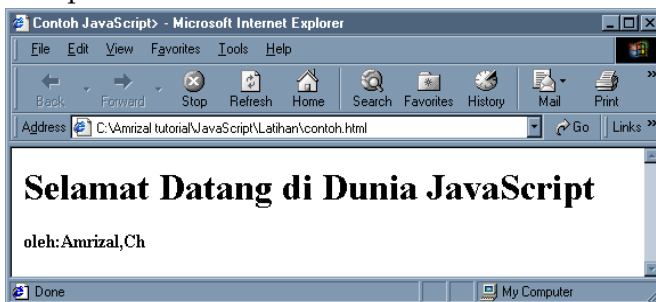 Contoh JavaScript> - Microsoft Internet Explorer
File Edit View Favorites Tools Help
Back Forward Stop Refresh Home Search Favorites History Mail Print »
Address C:\Amrizal tutorial\JavaScript\Latihan\contoh.html Go Links »
Selamat Datang di Dunia JavaScript
oleh:Amrizal,Ch
Done My Computer